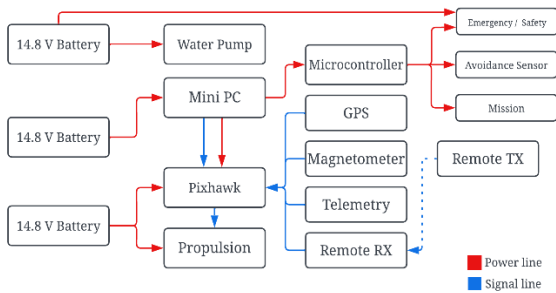 14.8 V Battery
Water Pump
Emergency / Safety
Microcontroller
Avoidance Sensor
Mini PC
14.8 V Battery
GPS
Mission
Magnetometer
Remote TX
Pixhawk
Telemetry
14.8 V Battery
Propulsion
Remote RX
Power line
Signal line